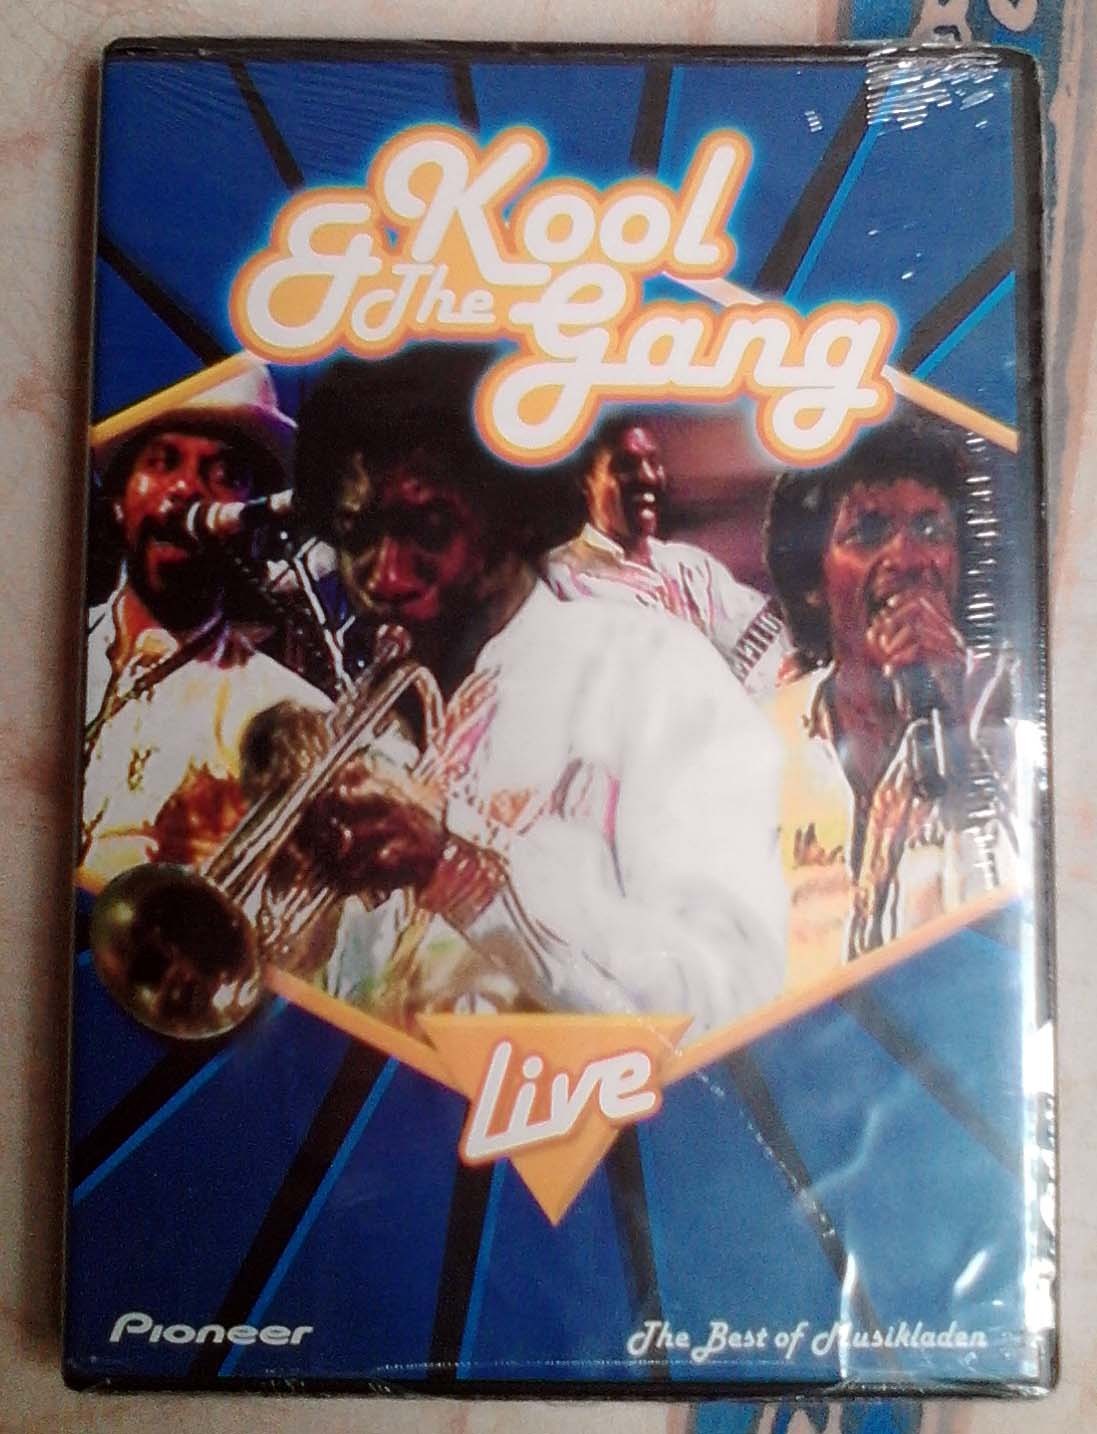 Kool
& The Gang
Live
Pioneer
The Best of Musikladen